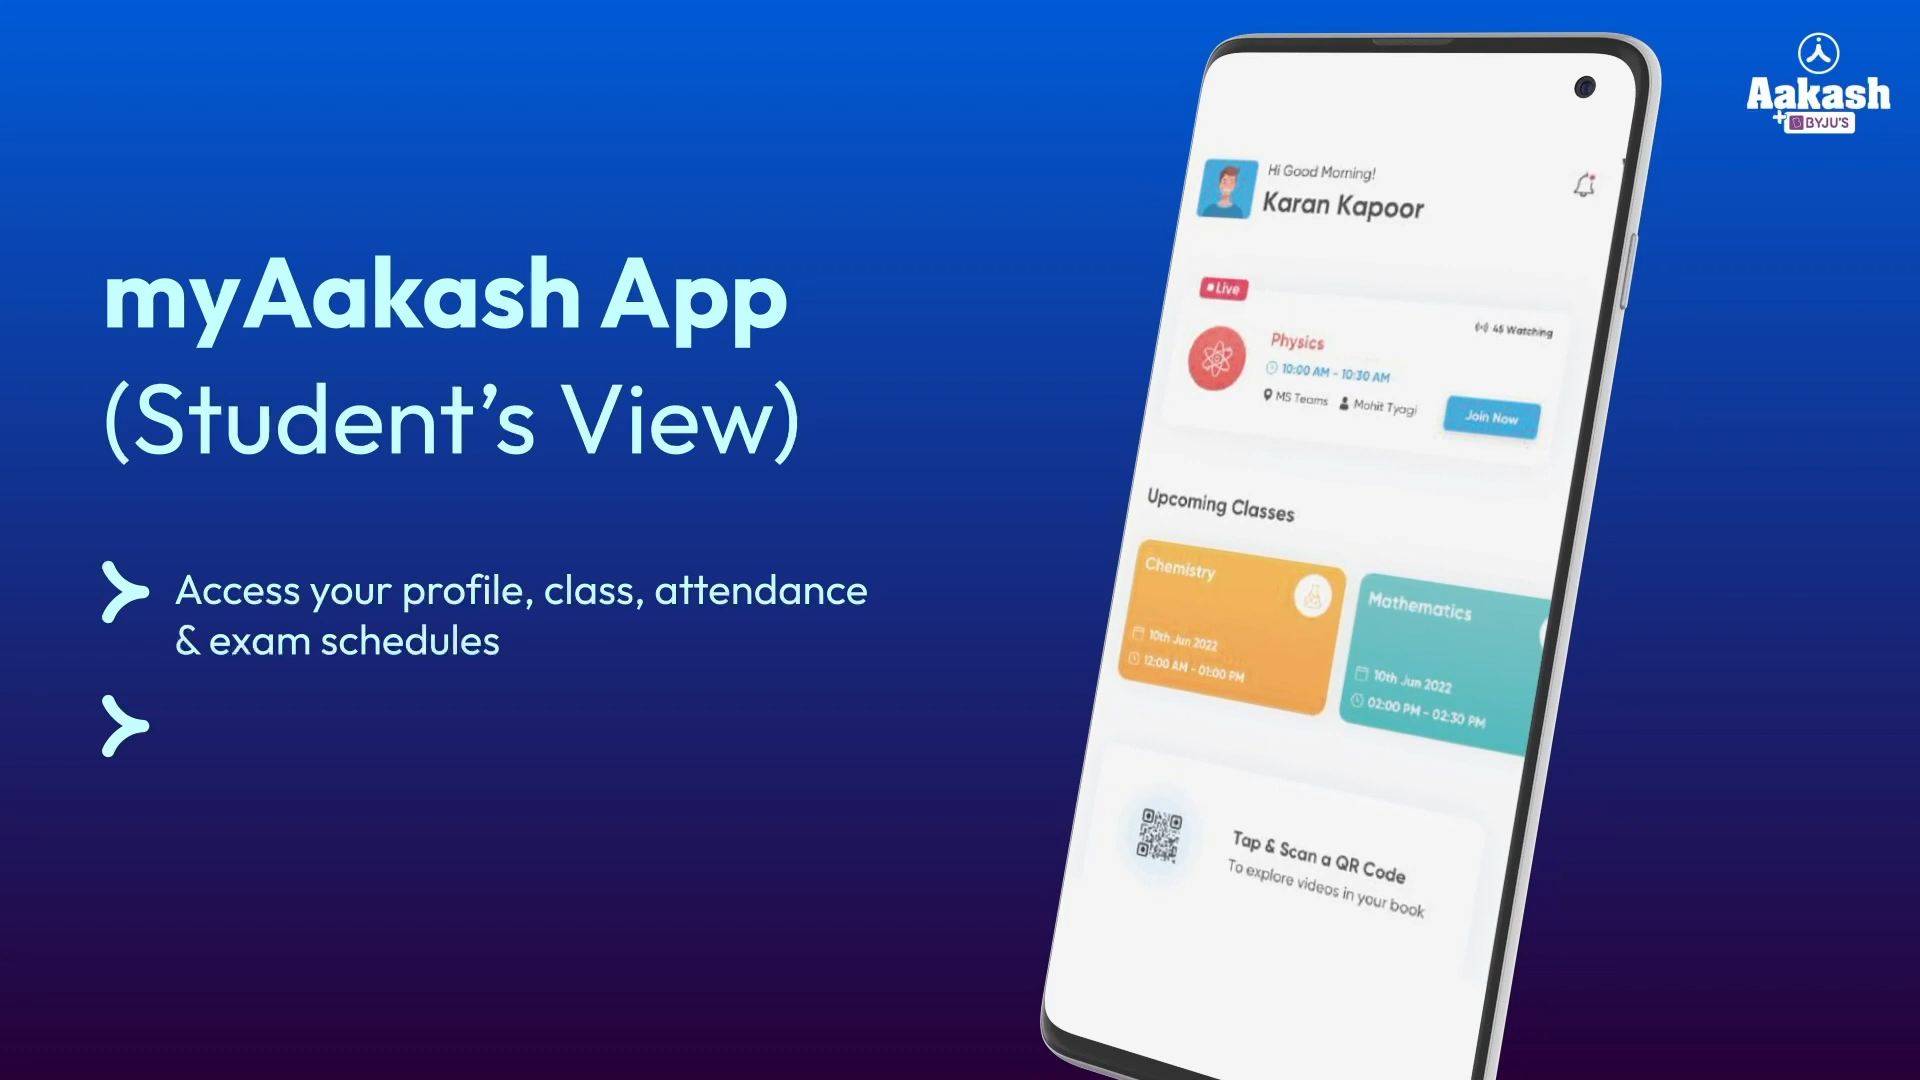 Aakash
+ BYJU'S
myAakash App
(Student’s View)
Access your profile, class, attendance
& exam schedules
Hi Good Morning!
Karan Kapoor
Live
45 Watching
Physics
10:00 AM - 10:30 AM
MS Teams Mohit Tyagi
Join Now
Upcoming Classes
Chemistry
10th Jun 2022
12:00 AM - 01:00 PM
Mathematics
10th Jun 2022
02:00 PM - 02:30 PM
Tap & Scan a QR Code
To explore videos in your book